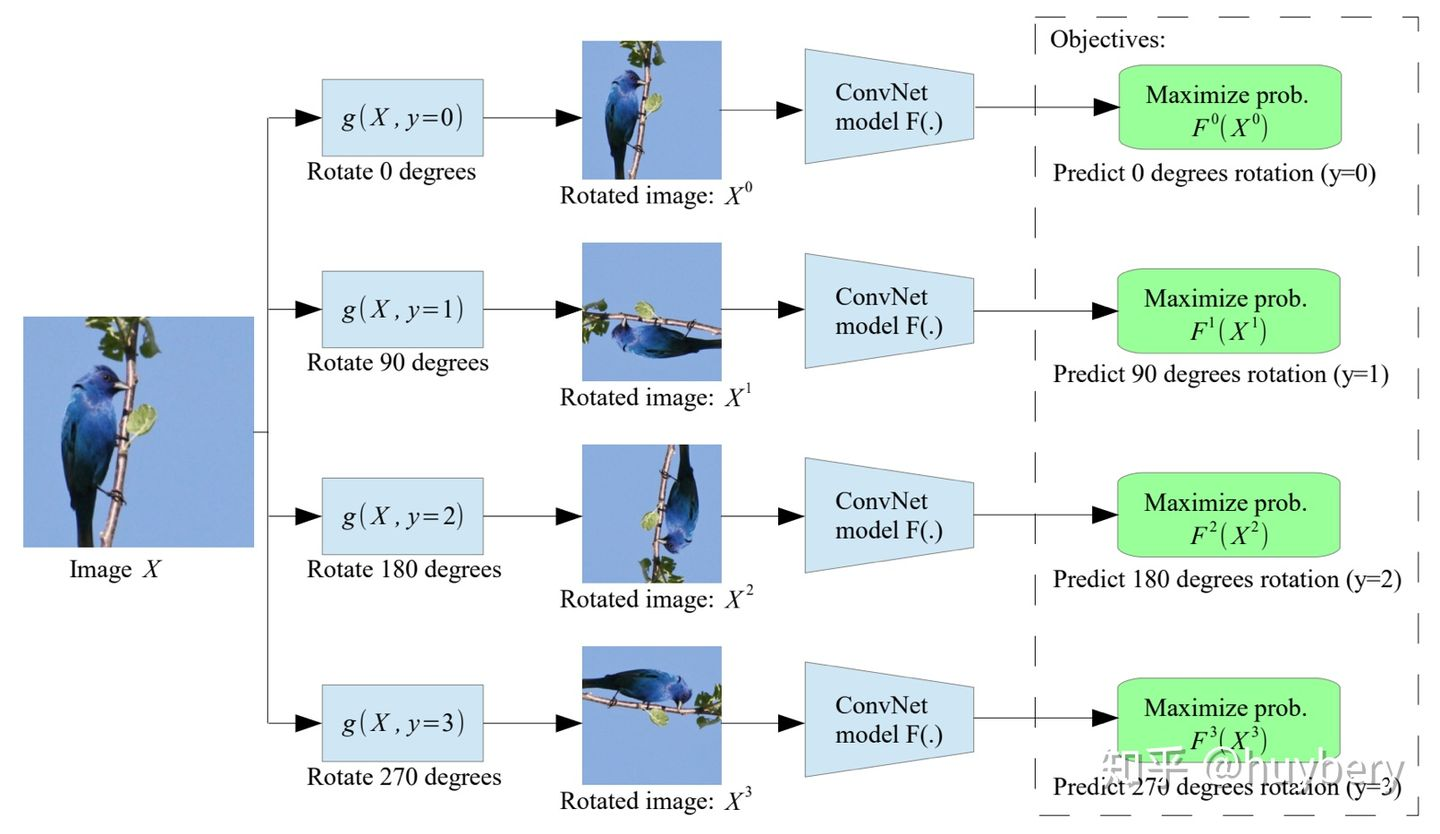 Objectives:
g(X, y=0)
Rotate 0 degrees
Rotated image: X⁰
ConvNet
model F(.)
Maximize prob.
F⁰(X⁰)
Predict 0 degrees rotation (y=0)
g(X, y=1)
Rotate 90 degrees
Rotated image: X¹
ConvNet
model F(.)
Maximize prob.
F¹(X¹)
Predict 90 degrees rotation (y=1)
Image X
g(X, y=2)
Rotate 180 degrees
Rotated image: X²
ConvNet
model F(.)
Maximize prob.
F²(X²)
Predict 180 degrees rotation (y=2)
g(X, y=3)
Rotate 270 degrees
Rotated image: X³
ConvNet
model F(.)
Maximize prob.
F³(X³)
Predict 270 degrees rotation (y=3)
知乎 @huybery